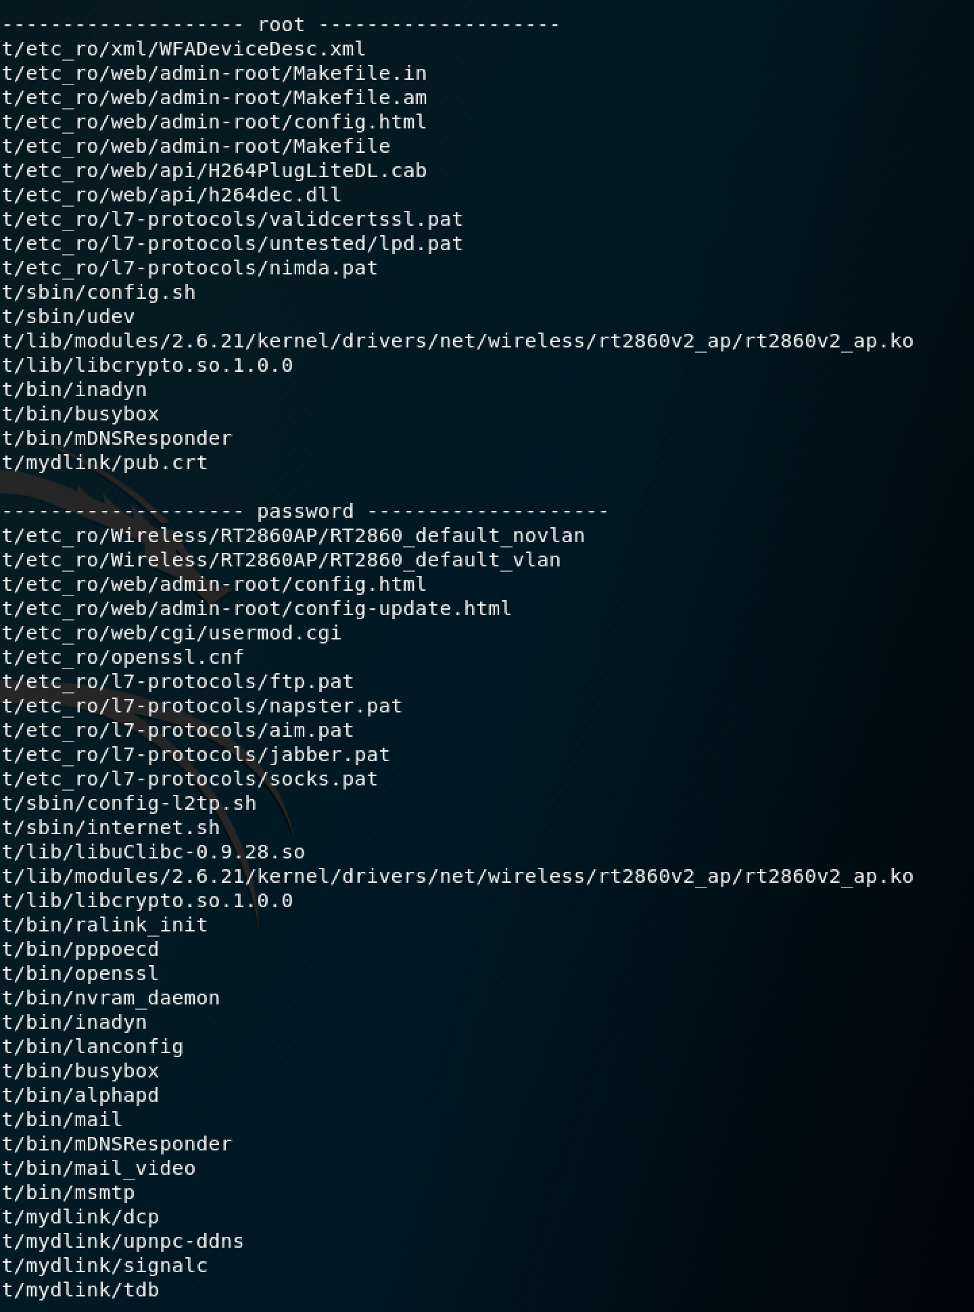 -------------------- root --------------------
t/etc_ro/xml/WFADeviceDesc.xml
t/etc_ro/web/admin-root/Makefile.in
t/etc_ro/web/admin-root/Makefile.am
t/etc_ro/web/admin-root/config.html
t/etc_ro/web/admin-root/Makefile
t/etc_ro/web/api/H264PlugLiteDL.cab
t/etc_ro/web/api/h264dec.dll
t/etc_ro/l7-protocols/validcertssl.pat
t/etc_ro/l7-protocols/untested/lpd.pat
t/etc_ro/l7-protocols/nimda.pat
t/sbin/config.sh
t/sbin/udev
t/lib/modules/2.6.21/kernel/drivers/net/wireless/rt2860v2_ap/rt2860v2_ap.ko
t/lib/libcrypto.so.1.0.0
t/bin/inadyn
t/bin/busybox
t/bin/mDNSResponder
t/mydlink/pub.crt
-------------------- password --------------------
t/etc_ro/Wireless/RT2860AP/RT2860_default_novlan
t/etc_ro/Wireless/RT2860AP/RT2860_default_vlan
t/etc_ro/web/admin-root/config.html
t/etc_ro/web/admin-root/config-update.html
t/etc_ro/web/cgi/usermod.cgi
t/etc_ro/openssl.cnf
t/etc_ro/l7-protocols/ftp.pat
t/etc_ro/l7-protocols/napster.pat
t/etc_ro/l7-protocols/aim.pat
t/etc_ro/l7-protocols/jabber.pat
t/etc_ro/l7-protocols/socks.pat
t/sbin/config-l2tp.sh
t/sbin/internet.sh
t/lib/libuClibc-0.9.28.so
t/lib/modules/2.6.21/kernel/drivers/net/wireless/rt2860v2_ap/rt2860v2_ap.ko
t/lib/libcrypto.so.1.0.0
t/bin/ralink_init
t/bin/pppoecd
t/bin/openssl
t/bin/nvram_daemon
t/bin/inadyn
t/bin/lanconfig
t/bin/busybox
t/bin/alphapd
t/bin/mail
t/bin/mDNSResponder
t/bin/mail_video
t/bin/msmtp
t/mydlink/dcp
t/mydlink/upnpc-ddns
t/mydlink/signalc
t/mydlink/tdb